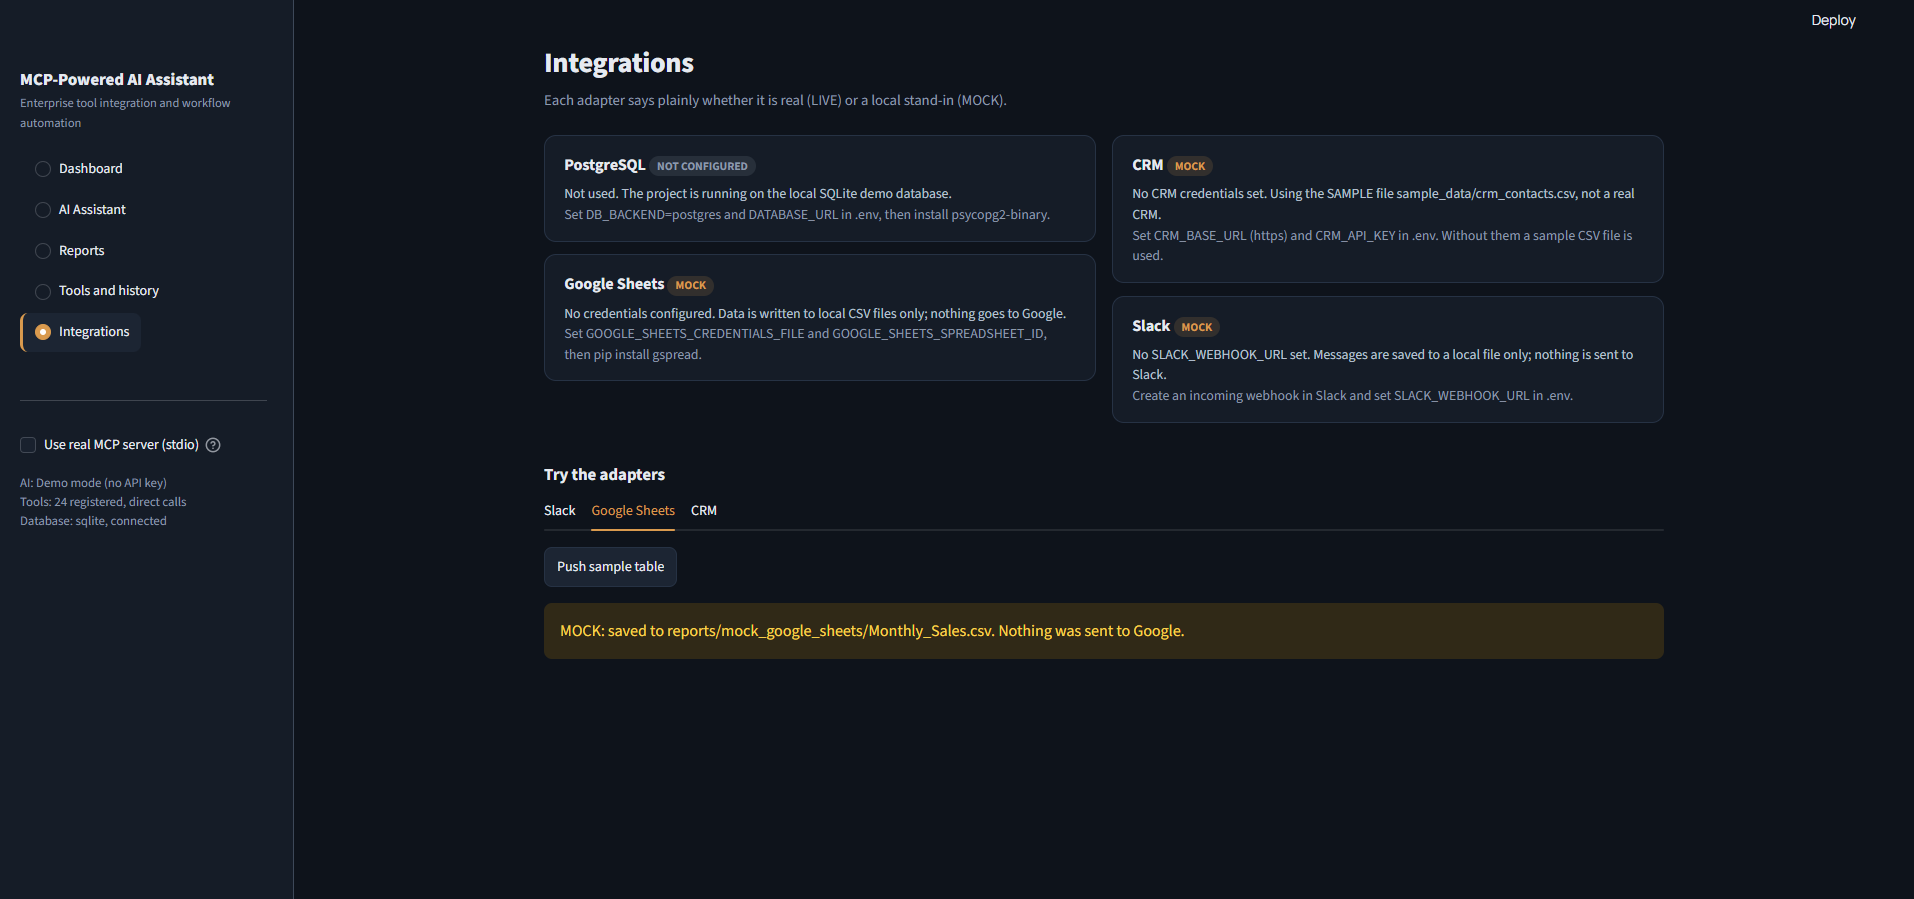 Deploy
MCP-Powered AI Assistant
Enterprise tool integration and workflow
automation
Dashboard
AI Assistant
Reports
Tools and history
Integrations
Use real MCP server (stdio)
AI: Demo mode (no API key)
Tools: 24 registered, direct calls
Database: sqlite, connected
Integrations
Each adapter says plainly whether it is real (LIVE) or a local stand-in (MOCK).
PostgreSQL NOT CONFIGURED
Not used. The project is running on the local SQLite demo database.
Set DB_BACKEND=postgres and DATABASE_URL in .env, then install psycopg2-binary.
Google Sheets MOCK
No credentials configured. Data is written to local CSV files only; nothing goes to Google.
Set GOOGLE_SHEETS_CREDENTIALS_FILE and GOOGLE_SHEETS_SPREADSHEET_ID,
then pip install gspread.
CRM MOCK
No CRM credentials set. Using the SAMPLE file sample_data/crm_contacts.csv, not a real
CRM.
Set CRM_BASE_URL (https) and CRM_API_KEY in .env. Without them a sample CSV file is
used.
Slack MOCK
No SLACK_WEBHOOK_URL set. Messages are saved to a local file only; nothing is sent to
Slack.
Create an incoming webhook in Slack and set SLACK_WEBHOOK_URL in .env.
Try the adapters
Slack Google Sheets CRM
Push sample table
MOCK: saved to reports/mock_google_sheets/Monthly_Sales.csv. Nothing was sent to Google.